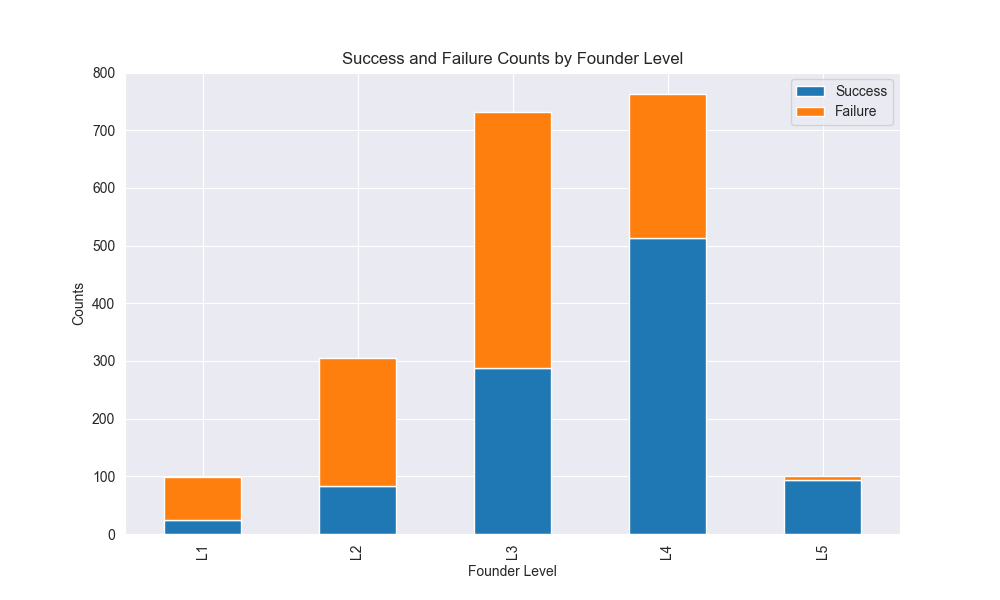 Success and Failure Counts by Founder Level
800
700
600
500
400
300
200
100
0
Counts
Success
Failure
L1
L2
L3
L4
L5
Founder Level